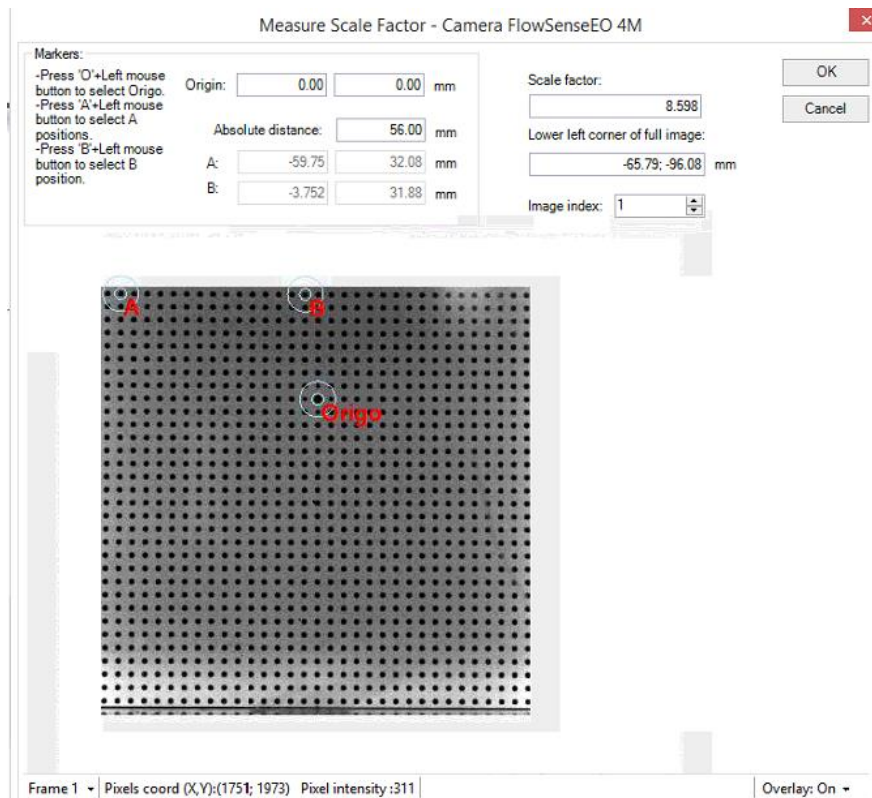 Measure Scale Factor - Camera FlowSenseEO 4M
Markers:
-Press 'O'+Left mouse
button to select Origo.
-Press 'A'+Left mouse
button to select A
positions.
-Press 'B'+Left mouse
button to select B
position.
Origin: 0.00 0.00 mm
Absolute distance: 56.00 mm
A: -59.75 32.08 mm
B: -3.752 31.88 mm
Scale factor:
8.598
Lower left corner of full image:
-65.79; -96.08 mm
Image index: 1
OK
Cancel
A
B
Origo
Frame 1 Pixels coord (X,Y):(1751; 1973) Pixel intensity :311 Overlay: On